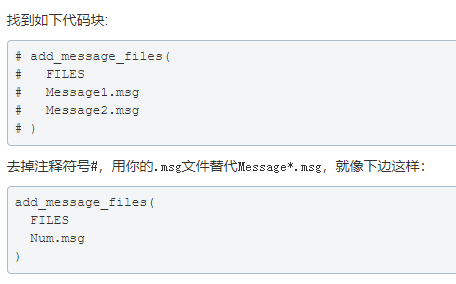 找到如下代码块:
# add_message_files(
#   FILES
#   Message1.msg
#   Message2.msg
# )
去掉注释符号#，用你的.msg文件替代Message*.msg，就像下边这样：
add_message_files(
  FILES
  Num.msg
)